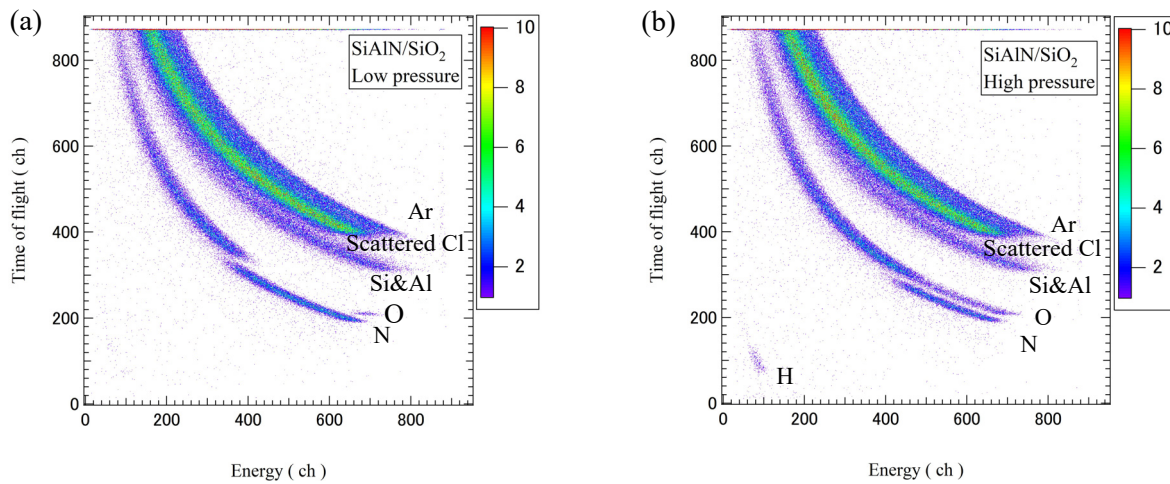 (a)
SiAlN/SiO₂
Low pressure
Time of flight ( ch )
800
600
400
200
0
0 200 400 600 800
Energy ( ch )
Ar
Scattered Cl
Si&Al
O
N
10
8
6
4
2
(b)
SiAlN/SiO₂
High pressure
Time of flight ( ch )
800
600
400
200
0
0 200 400 600 800
Energy ( ch )
Ar
Scattered Cl
Si&Al
O
N
H
10
8
6
4
2